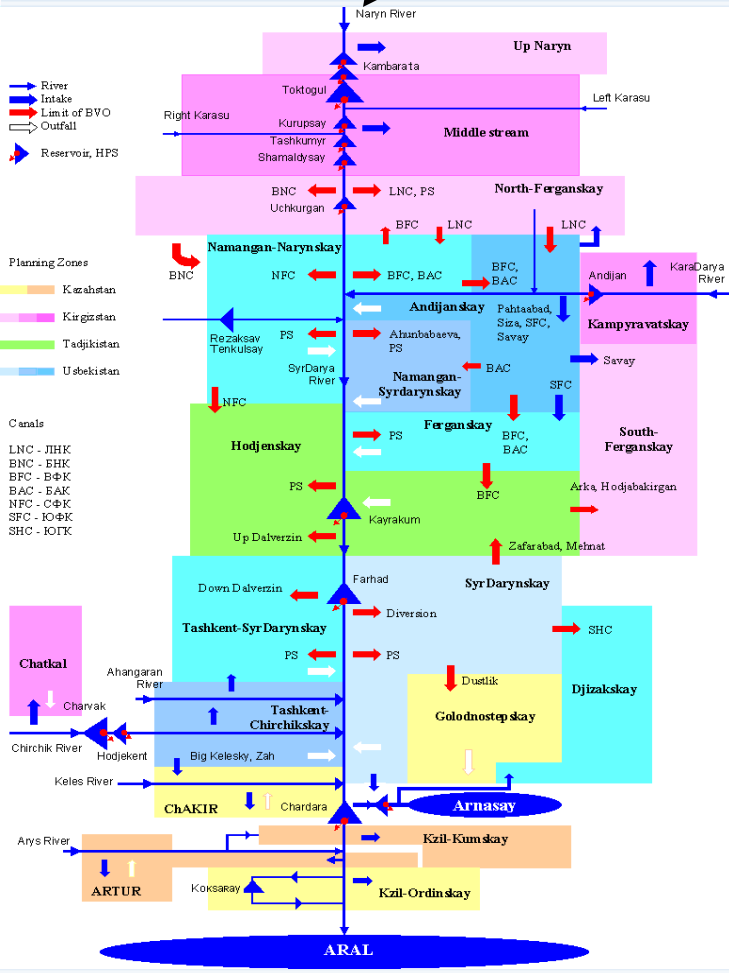 Naryn River
Up Naryn
Kambarata
River
Intake
Limit of BVO
Outfall
Reservoir, HPS
Toktogul
Left Karasu
Right Karasu
Kurupsay
Middle stream
Tashkumyr
Shamaldysay
BNC
LNC, PS
North-Ferganskay
Uchkurgan
BFC
LNC
LNC
Namangan-Narynskay
BNC
NFC
BFC, BAC
BFC,
BAC
Andijan
KaraDarya
River
Planning Zones
Kazahstan
Kirgizstan
Tadjikistan
Usbekistan
Andijanskay
Pahtaabad,
Siza, SFC,
Savay
Kampyravatskay
Rezaksav
Tenkulsay
PS
Ahunbabaeva,
PS
SyrDarya
River
Namangan-
Syrdarynskay
BAC
Savay
SFC
NFC
Canals
LNC - ЛНК
BNC - БНК
BFC - ВФК
BAC - БАК
NFC - СФК
SFC - ЮФК
SHC - ЮГК
Hodjenskay
PS
Ferganskay
BFC,
BAC
South-
Ferganskay
PS
BFC
Arka, Hodjabakirgan
Kayrakum
Up Dalverzin
Zafarabad, Mehnat
Farhad
SyrDarynskay
Down Dalverzin
Diversion
Tashkent-SyrDarynskay
SHC
PS
PS
Chatkal
Ahangaran
River
Dustlik
Djizakskay
Charvak
Tashkent-
Chirchikskay
Golodnostepskay
Chirchik River
Hodjekent
Big Kelesky, Zah
Keles River
ChAKIR
Chardara
Arnasay
Arys River
Kzil-Kumskay
ARTUR
Koкsaray
Kzil-Ordinskay
ARAL